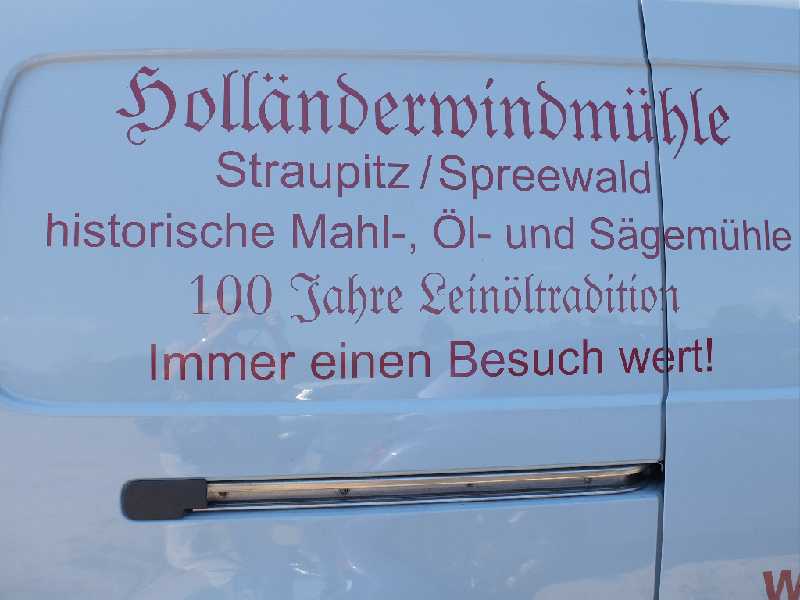 Holländerwindmühle
Straupitz / Spreewald
historische Mahl-, Öl- und Sägemühle
100 Jahre Leinöltradition
Immer einen Besuch wert!